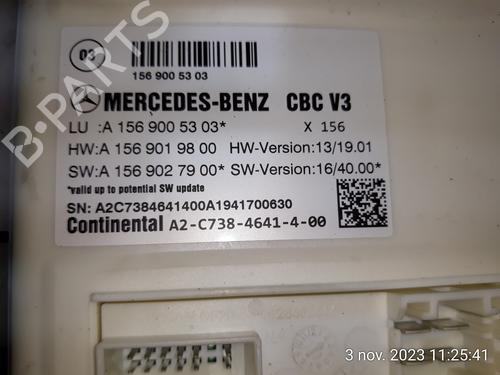 03
156 900 53 03
MERCEDES-BENZ CBC V3
LU :A 156 900 53 03* X 156
HW:A 156 901 98 00 HW-Version:13/19.01
SW:A 156 902 79 00* SW-Version:16/40.00*
*valid up to potential SW update
SN: A2C7384641400A1941700630
Continental A2-C738-4641-4-00
B-PARTS
3 nov. 2023 11:25:41